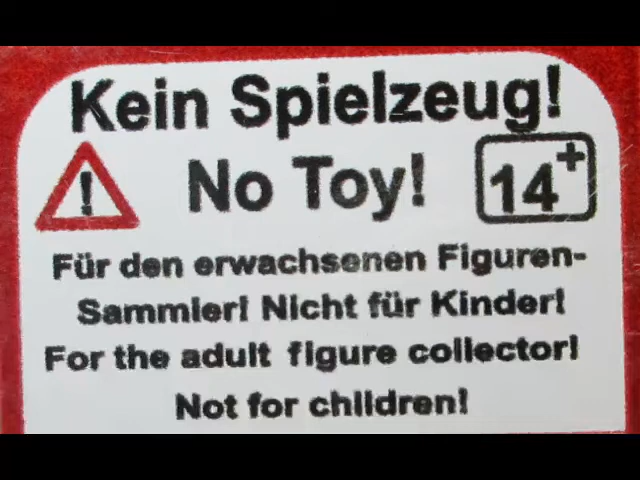 Kein Spielzeug!
No Toy! 14+
Für den erwachsenen Figuren-
Sammler! Nicht für Kinder!
For the adult figure collector!
Not for children!